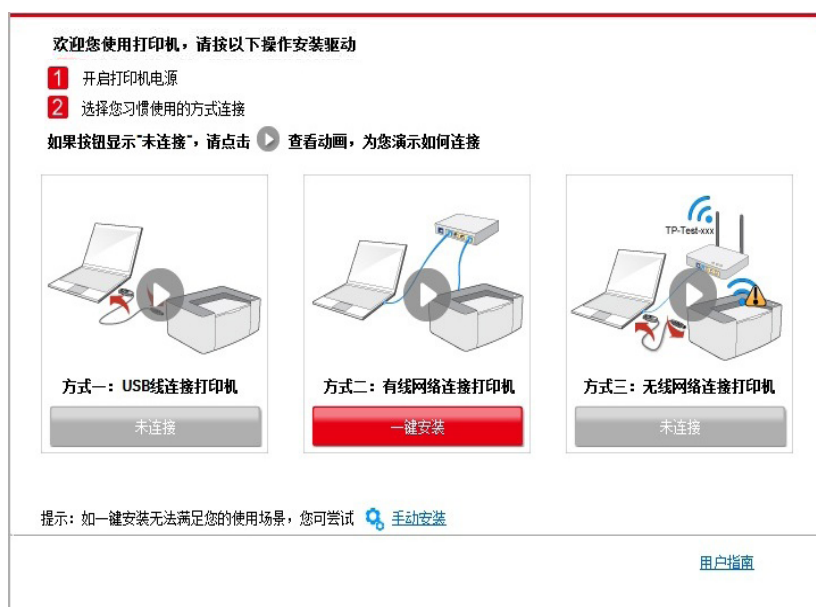 欢迎您使用打印机，请按以下操作安装驱动
1 开启打印机电源
2 选择您习惯使用的方式连接
如果按钮显示"未连接"，请点击 查看动画，为您演示如何连接
TP-Test-xxx
方式一：USB线连接打印机
方式二：有线网络连接打印机
方式三：无线网络连接打印机
未连接
一键安装
未连接
提示：如一键安装无法满足您的使用场景，您可尝试 手动安装
用户指南